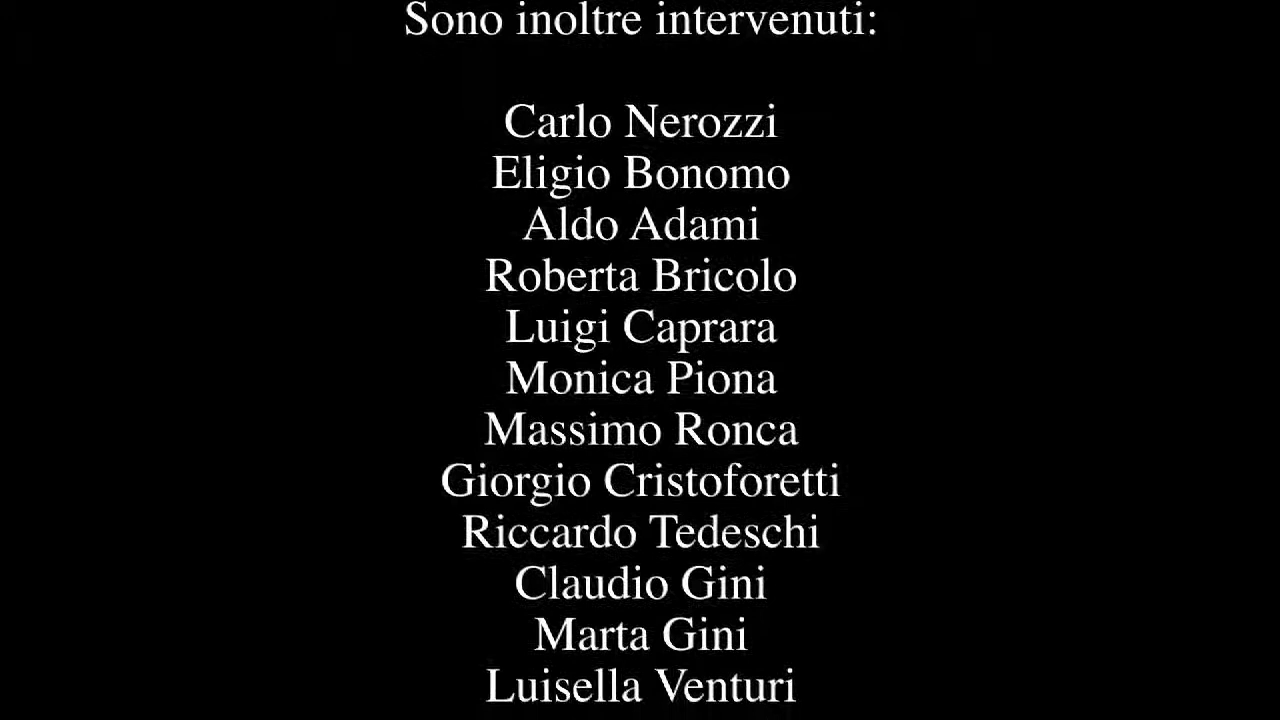 Sono inoltre intervenuti:
Carlo Nerozzi
Eligio Bonomo
Aldo Adami
Roberta Bricolo
Luigi Caprara
Monica Piona
Massimo Ronca
Giorgio Cristoforetti
Riccardo Tedeschi
Claudio Gini
Marta Gini
Luisella Venturi